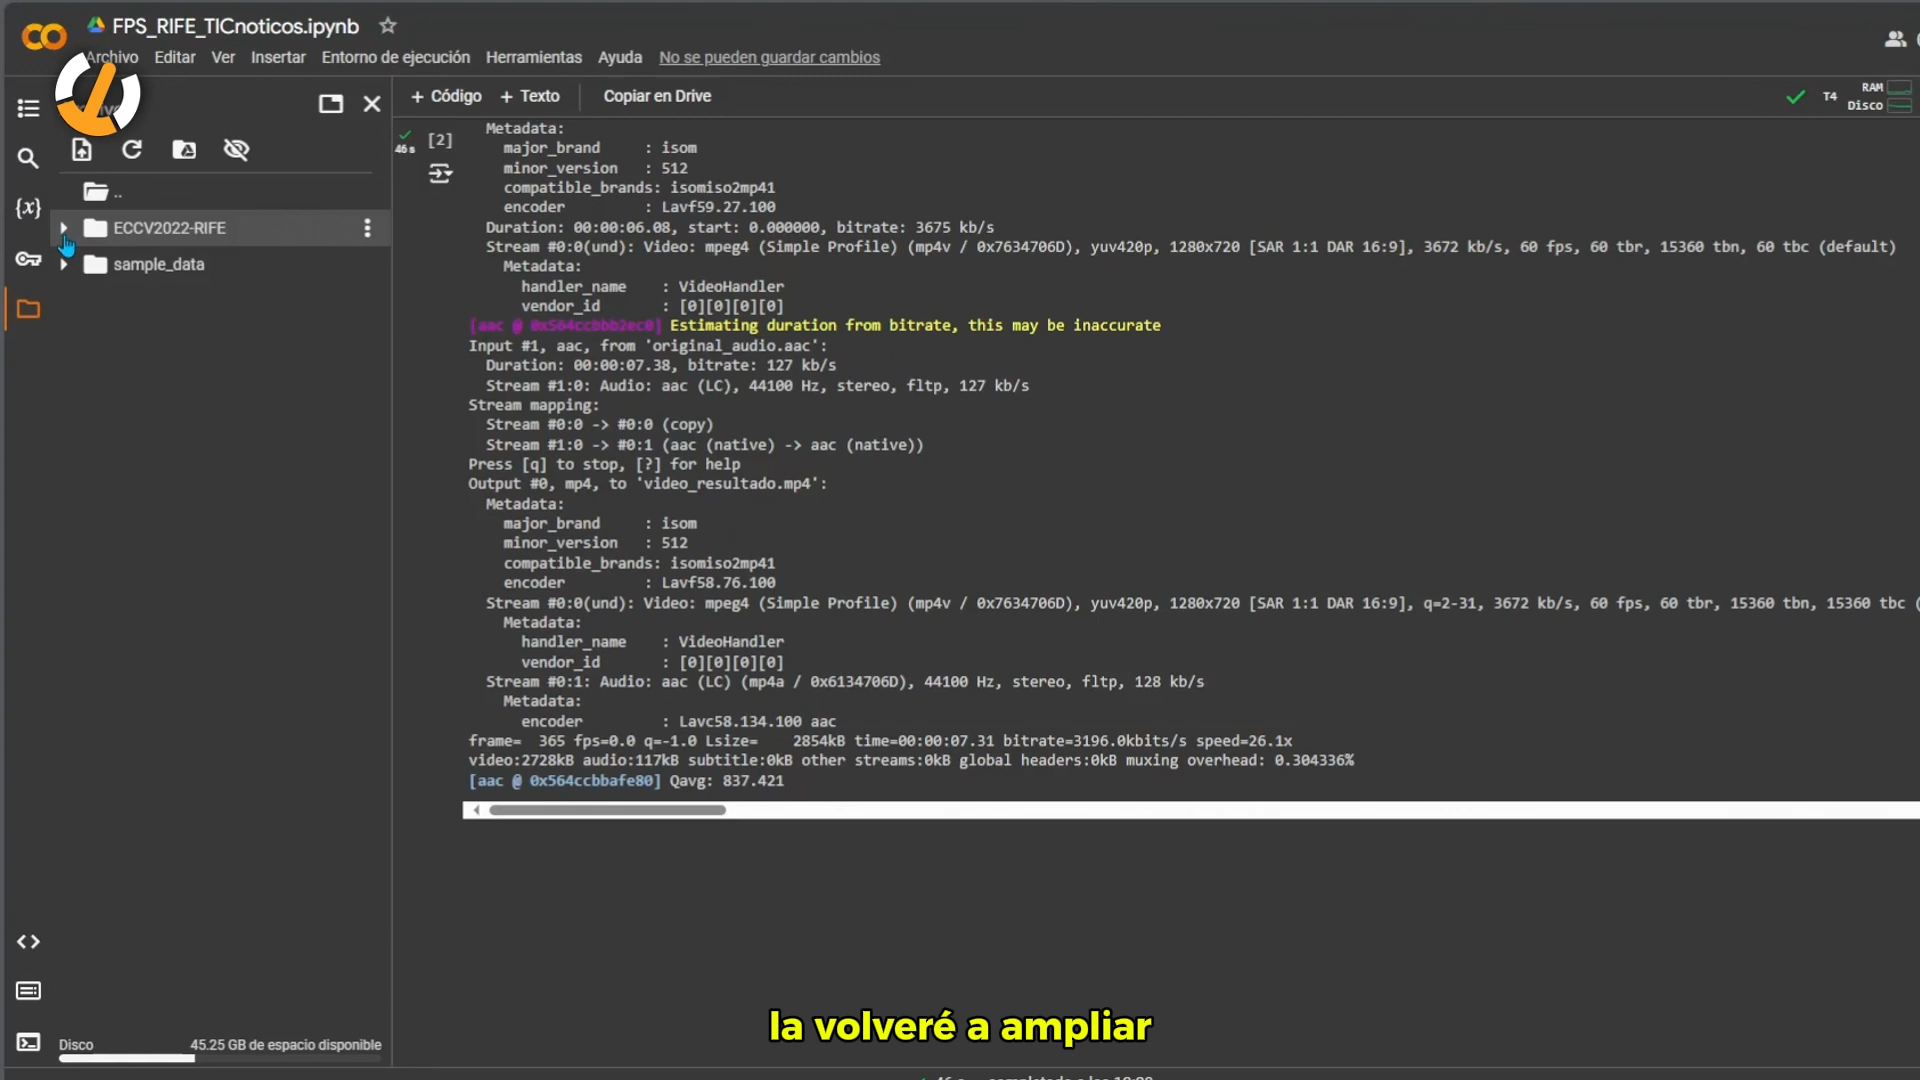 FPS_RIFE_TICnoticos.ipynb
Archivo Editar Ver Insertar Entorno de ejecución Herramientas Ayuda No se pueden guardar cambios
+ Código + Texto Copiar en Drive
T4 RAM
Disco
..
ECCV2022-RIFE
sample_data
{x}
46 s
[2]
Metadata:
major_brand : isom
minor_version : 512
compatible_brands: isomiso2mp41
encoder : Lavf59.27.100
Duration: 00:00:06.08, start: 0.000000, bitrate: 3675 kb/s
Stream #0:0(und): Video: mpeg4 (Simple Profile) (mp4v / 0x7634706D), yuv420p, 1280x720 [SAR 1:1 DAR 16:9], 3672 kb/s, 60 fps, 60 tbr, 15360 tbn, 60 tbc (default)
Metadata:
handler_name : VideoHandler
vendor_id : [0][0][0][0]
[aac @ 0x564ccbbb2ec0] Estimating duration from bitrate, this may be inaccurate
Input #1, aac, from 'original_audio.aac':
Duration: 00:00:07.38, bitrate: 127 kb/s
Stream #1:0: Audio: aac (LC), 44100 Hz, stereo, fltp, 127 kb/s
Stream mapping:
Stream #0:0 -> #0:0 (copy)
Stream #1:0 -> #0:1 (aac (native) -> aac (native))
Press [q] to stop, [?] for help
Output #0, mp4, to 'video_resultado.mp4':
Metadata:
major_brand : isom
minor_version : 512
compatible_brands: isomiso2mp41
encoder : Lavf58.76.100
Stream #0:0(und): Video: mpeg4 (Simple Profile) (mp4v / 0x7634706D), yuv420p, 1280x720 [SAR 1:1 DAR 16:9], q=2-31, 3672 kb/s, 60 fps, 60 tbr, 15360 tbn, 15360 tbc (
Metadata:
handler_name : VideoHandler
vendor_id : [0][0][0][0]
Stream #0:1: Audio: aac (LC) (mp4a / 0x6134706D), 44100 Hz, stereo, fltp, 128 kb/s
Metadata:
encoder : Lavc58.134.100 aac
frame= 365 fps=0.0 q=-1.0 Lsize= 2854kB time=00:00:07.31 bitrate=3196.0kbits/s speed=26.1x
video:2728kB audio:117kB subtitle:0kB other streams:0kB global headers:0kB muxing overhead: 0.304336%
[aac @ 0x564ccbbafe80] Qavg: 837.421
Disco 45.25 GB de espacio disponible
la volveré a ampliar